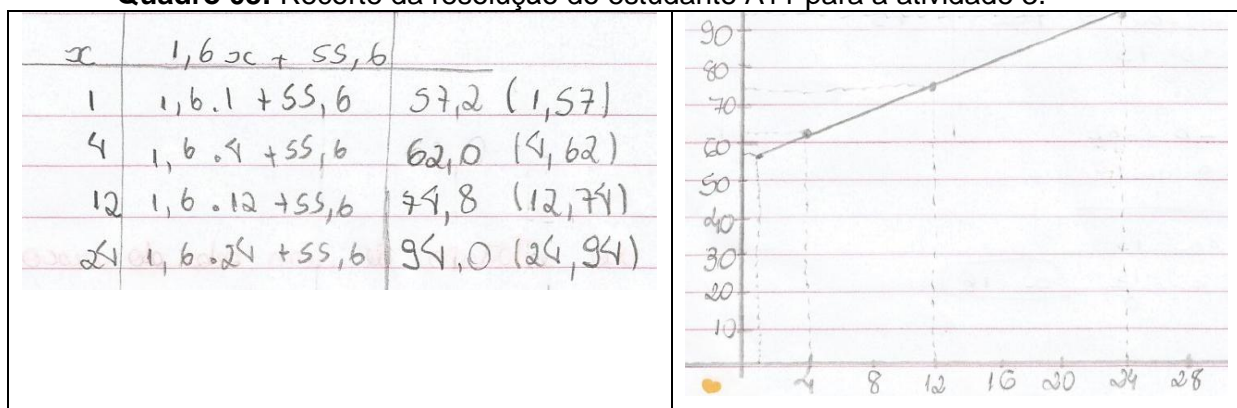 Quadro 03: Recorte da resolução do estudante A11 para a atividade 3.
x 1,6x + 55,6
1 1,6.1 + 55,6 57,2 (1,57)
4 1,6.4 + 55,6 62,0 (4,62)
12 1,6.12 + 55,6 74,8 (12,74)
24 1,6.24 + 55,6 94,0 (24,94)
90
80
70
60
50
40
30
20
10
4 8 12 16 20 24 28